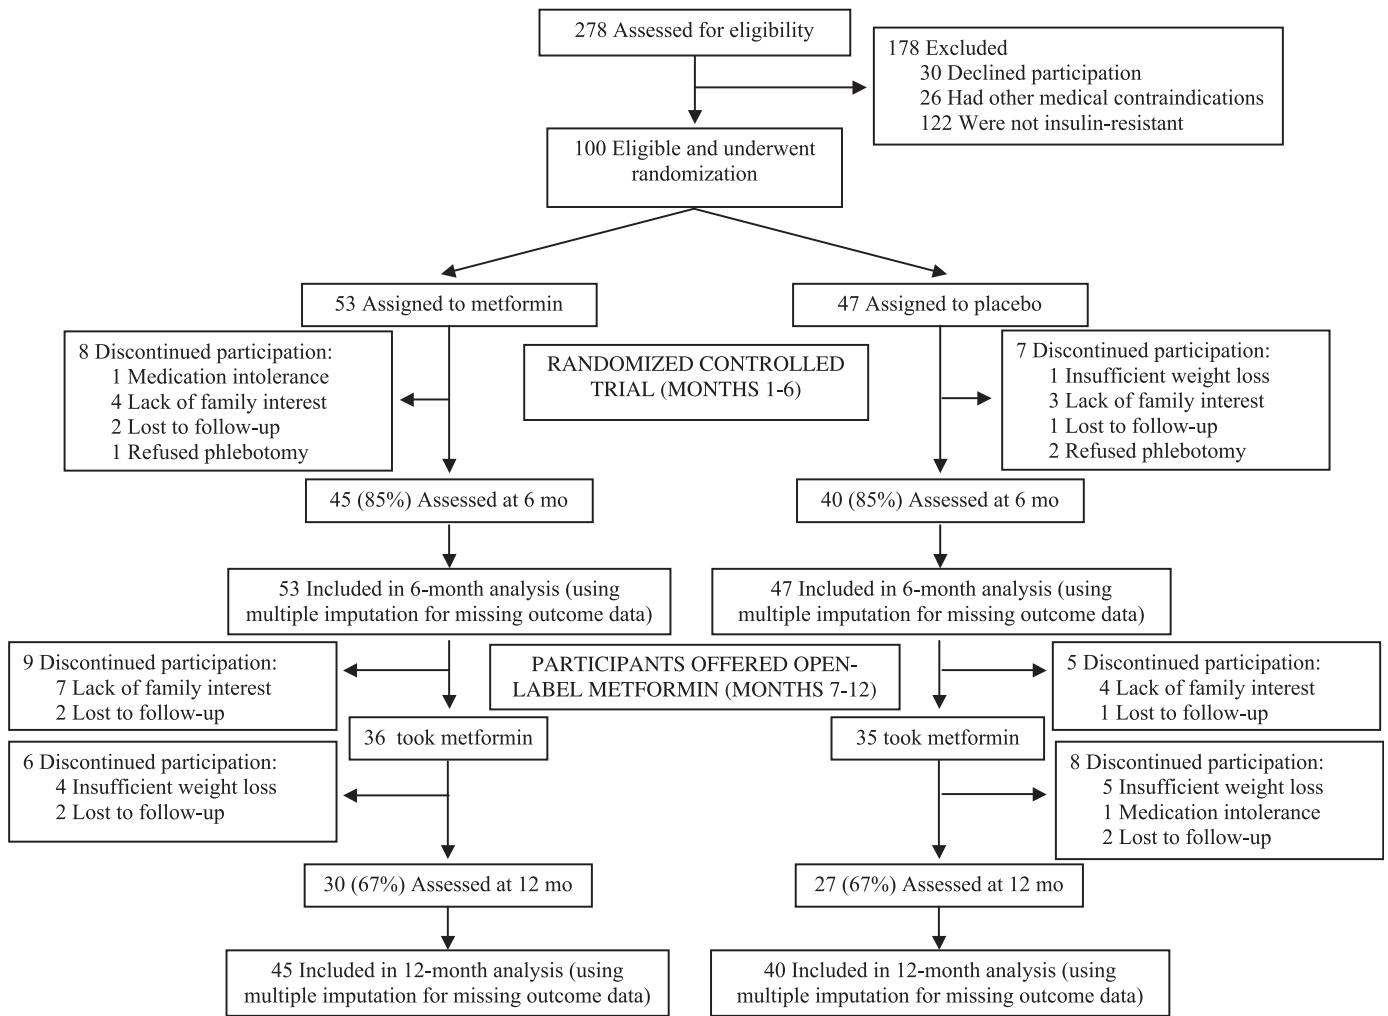 278 Assessed for eligibility
178 Excluded
30 Declined participation
26 Had other medical contraindications
122 Were not insulin-resistant
100 Eligible and underwent
randomization
53 Assigned to metformin
47 Assigned to placebo
8 Discontinued participation:
1 Medication intolerance
4 Lack of family interest
2 Lost to follow-up
1 Refused phlebotomy
RANDOMIZED CONTROLLED
TRIAL (MONTHS 1-6)
7 Discontinued participation:
1 Insufficient weight loss
3 Lack of family interest
1 Lost to follow-up
2 Refused phlebotomy
45 (85%) Assessed at 6 mo
40 (85%) Assessed at 6 mo
53 Included in 6-month analysis (using
multiple imputation for missing outcome data)
47 Included in 6-month analysis (using
multiple imputation for missing outcome data)
9 Discontinued participation:
7 Lack of family interest
2 Lost to follow-up
PARTICIPANTS OFFERED OPEN-
LABEL METFORMIN (MONTHS 7-12)
5 Discontinued participation:
4 Lack of family interest
1 Lost to follow-up
36 took metformin
35 took metformin
6 Discontinued participation:
4 Insufficient weight loss
2 Lost to follow-up
8 Discontinued participation:
5 Insufficient weight loss
1 Medication intolerance
2 Lost to follow-up
30 (67%) Assessed at 12 mo
27 (67%) Assessed at 12 mo
45 Included in 12-month analysis (using
multiple imputation for missing outcome data)
40 Included in 12-month analysis (using
multiple imputation for missing outcome data)